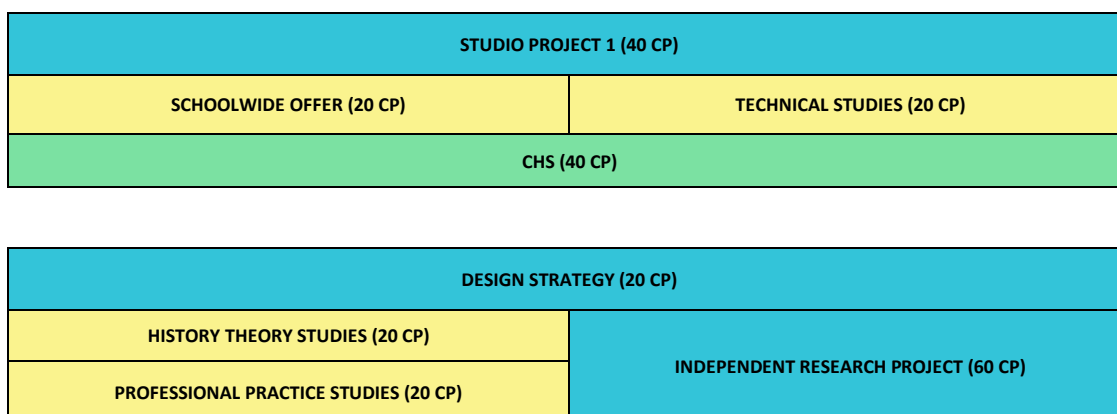 STUDIO PROJECT 1 (40 CP)
SCHOOLWIDE OFFER (20 CP)
TECHNICAL STUDIES (20 CP)
CHS (40 CP)
DESIGN STRATEGY (20 CP)
HISTORY THEORY STUDIES (20 CP)
INDEPENDENT RESEARCH PROJECT (60 CP)
PROFESSIONAL PRACTICE STUDIES (20 CP)